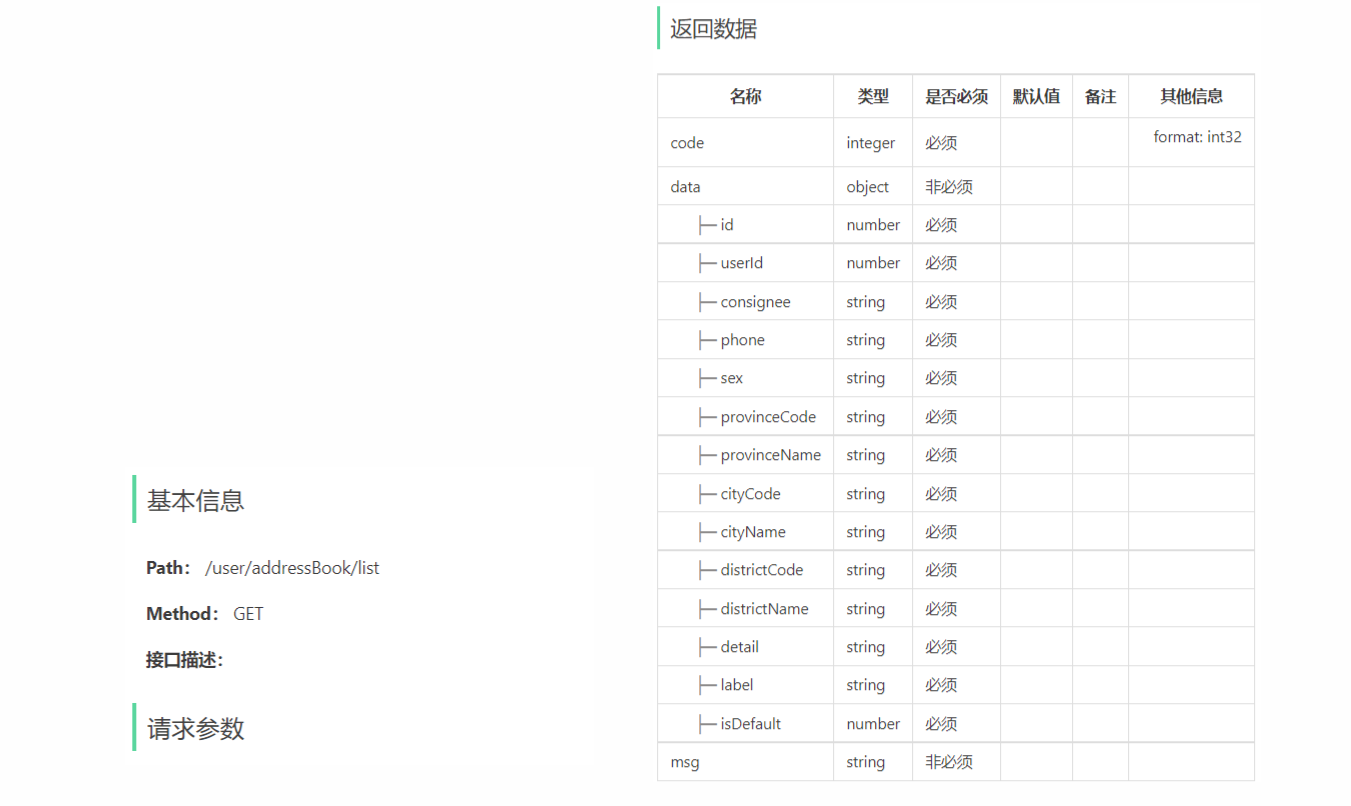 基本信息
Path： /user/addressBook/list
Method： GET
接口描述：
请求参数
返回数据
名称 类型 是否必须 默认值 备注 其他信息
code integer 必须 format: int32
data object 非必须
├─ id number 必须
├─ userId number 必须
├─ consignee string 必须
├─ phone string 必须
├─ sex string 必须
├─ provinceCode string 必须
├─ provinceName string 必须
├─ cityCode string 必须
├─ cityName string 必须
├─ districtCode string 必须
├─ districtName string 必须
├─ detail string 必须
├─ label string 必须
├─ isDefault number 必须
msg string 非必须